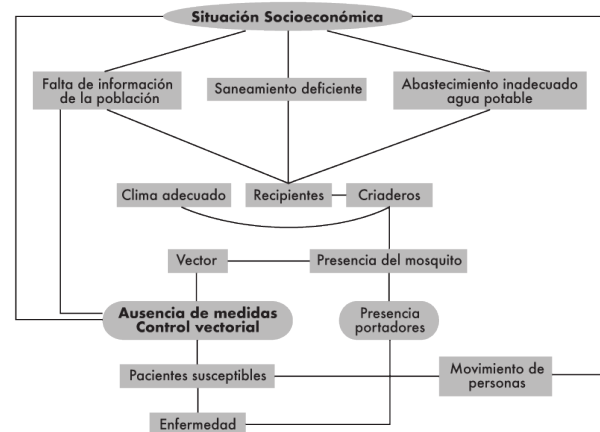 Situación Socioeconómica
Falta de información
de la población
Saneamiento deficiente
Abastecimiento inadecuado
agua potable
Clima adecuado
Recipientes
Criaderos
Vector
Presencia del mosquito
Ausencia de medidas
Control vectorial
Presencia
portadores
Pacientes susceptibles
Movimiento de
personas
Enfermedad